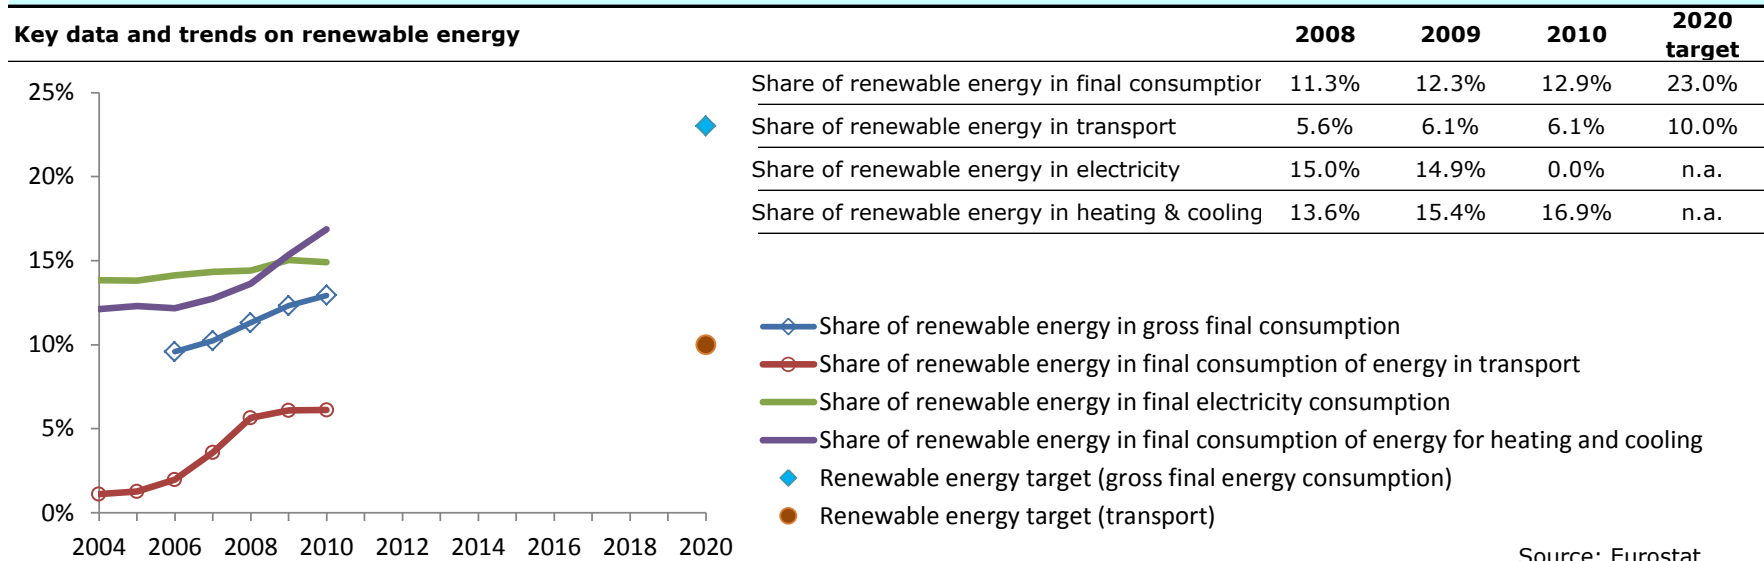 Key data and trends on renewable energy 2008 2009 2010 2020 target
Share of renewable energy in final consumption 11.3% 12.3% 12.9% 23.0%
Share of renewable energy in transport 5.6% 6.1% 6.1% 10.0%
Share of renewable energy in electricity 15.0% 14.9% 0.0% n.a.
Share of renewable energy in heating & cooling 13.6% 15.4% 16.9% n.a.
25%
20%
15%
10%
5%
0%
2004 2006 2008 2010 2012 2014 2016 2018 2020
Share of renewable energy in gross final consumption
Share of renewable energy in final consumption of energy in transport
Share of renewable energy in final electricity consumption
Share of renewable energy in final consumption of energy for heating and cooling
Renewable energy target (gross final energy consumption)
Renewable energy target (transport)
Source: Eurostat